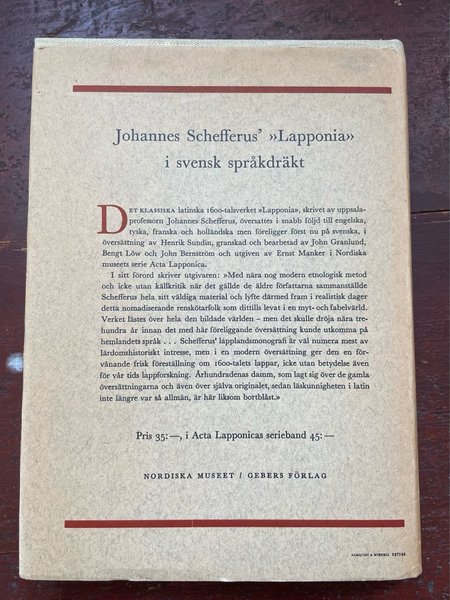 Johannes Schefferus’ »Lapponia»
i svensk språkdräkt
DET KLASSISKA latinska 1600-talsverket »Lapponia», skrivet av uppsala-
professorn Johannes Schefferus, översattes i snabb följd till engelska,
tyska, franska och holländska men föreligger först nu på svenska, i
översättning av Henrik Sundin, granskad och bearbetad av John Granlund,
Bengt Löw och John Bernström och utgiven av Ernst Manker i Nordiska
museets serie Acta Lapponica.
I sitt förord skriver utgivaren: »Med nära nog modern etnologisk metod
och icke utan källkritik när det gällde de äldre författarna sammanställde
Schefferus hela sitt väldiga material och lyfte därmed fram i realistisk dager
detta nomadiserande renskötarfolk som dittills levat i en myt- och fabelvärld.
Verket lästes över hela den bildade världen – men det skulle dröja nära tre-
hundra år innan det med här föreliggande översättning kunde utkomma på
hemlandets språk . . . Schefferus’ lapplandsmonografi är väl numera mest av
lärdomshistoriskt intresse, men i en modern översättning ger den en för-
vånande frisk föreställning om 1600-talets lappar, icke utan betydelse även
för vår tids lappforskning. Århundradenas damm, som lagt sig över de gamla
översättningarna och även över själva originalet, sedan läskunnigheten i latin
inte längre var så allmän, är här liksom bortblåst.»
Pris 35:—, i Acta Lapponicas serieband 45:—
NORDISKA MUSEET / GEBERS FÖRLAG
ALMQVIST & WIKSELL